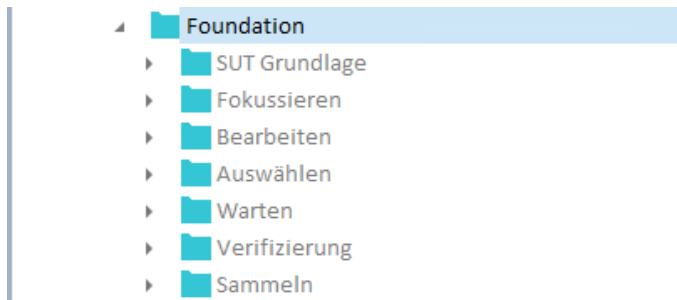 Foundation
SUT Grundlage
Fokussieren
Bearbeiten
Auswählen
Warten
Verifizierung
Sammeln